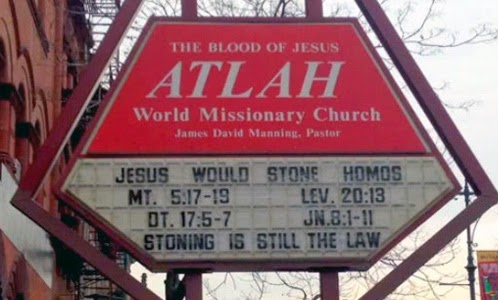 THE BLOOD OF JESUS
ATLAH
World Missionary Church
James David Manning, Pastor
JESUS WOULD STONE HOMOS
MT. 5:17-19 LEV. 20:13
DT. 17:5-7 JN.8:1-11
STONING IS STILL THE LAW